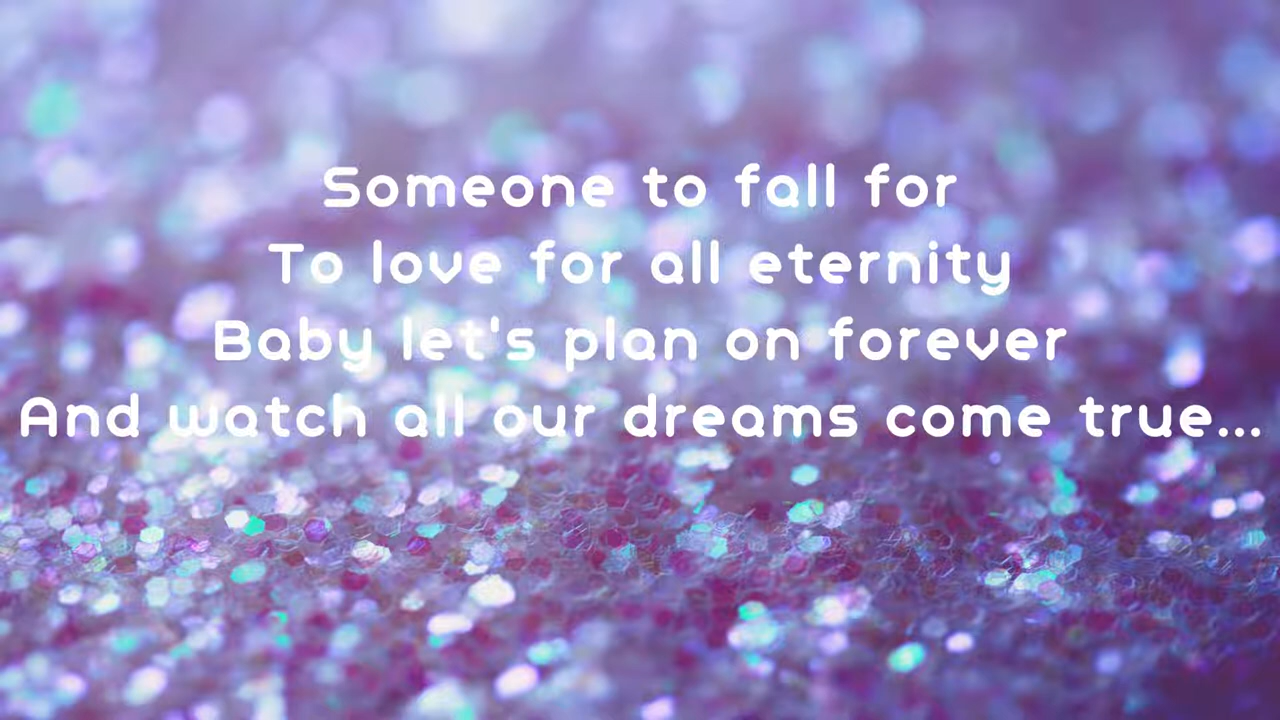 Someone to fall for
To love for all eternity
Baby let's plan on forever
And watch all our dreams come true...